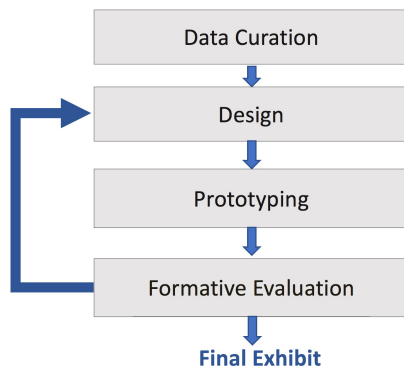 Data Curation
Design
Prototyping
Formative Evaluation
Final Exhibit